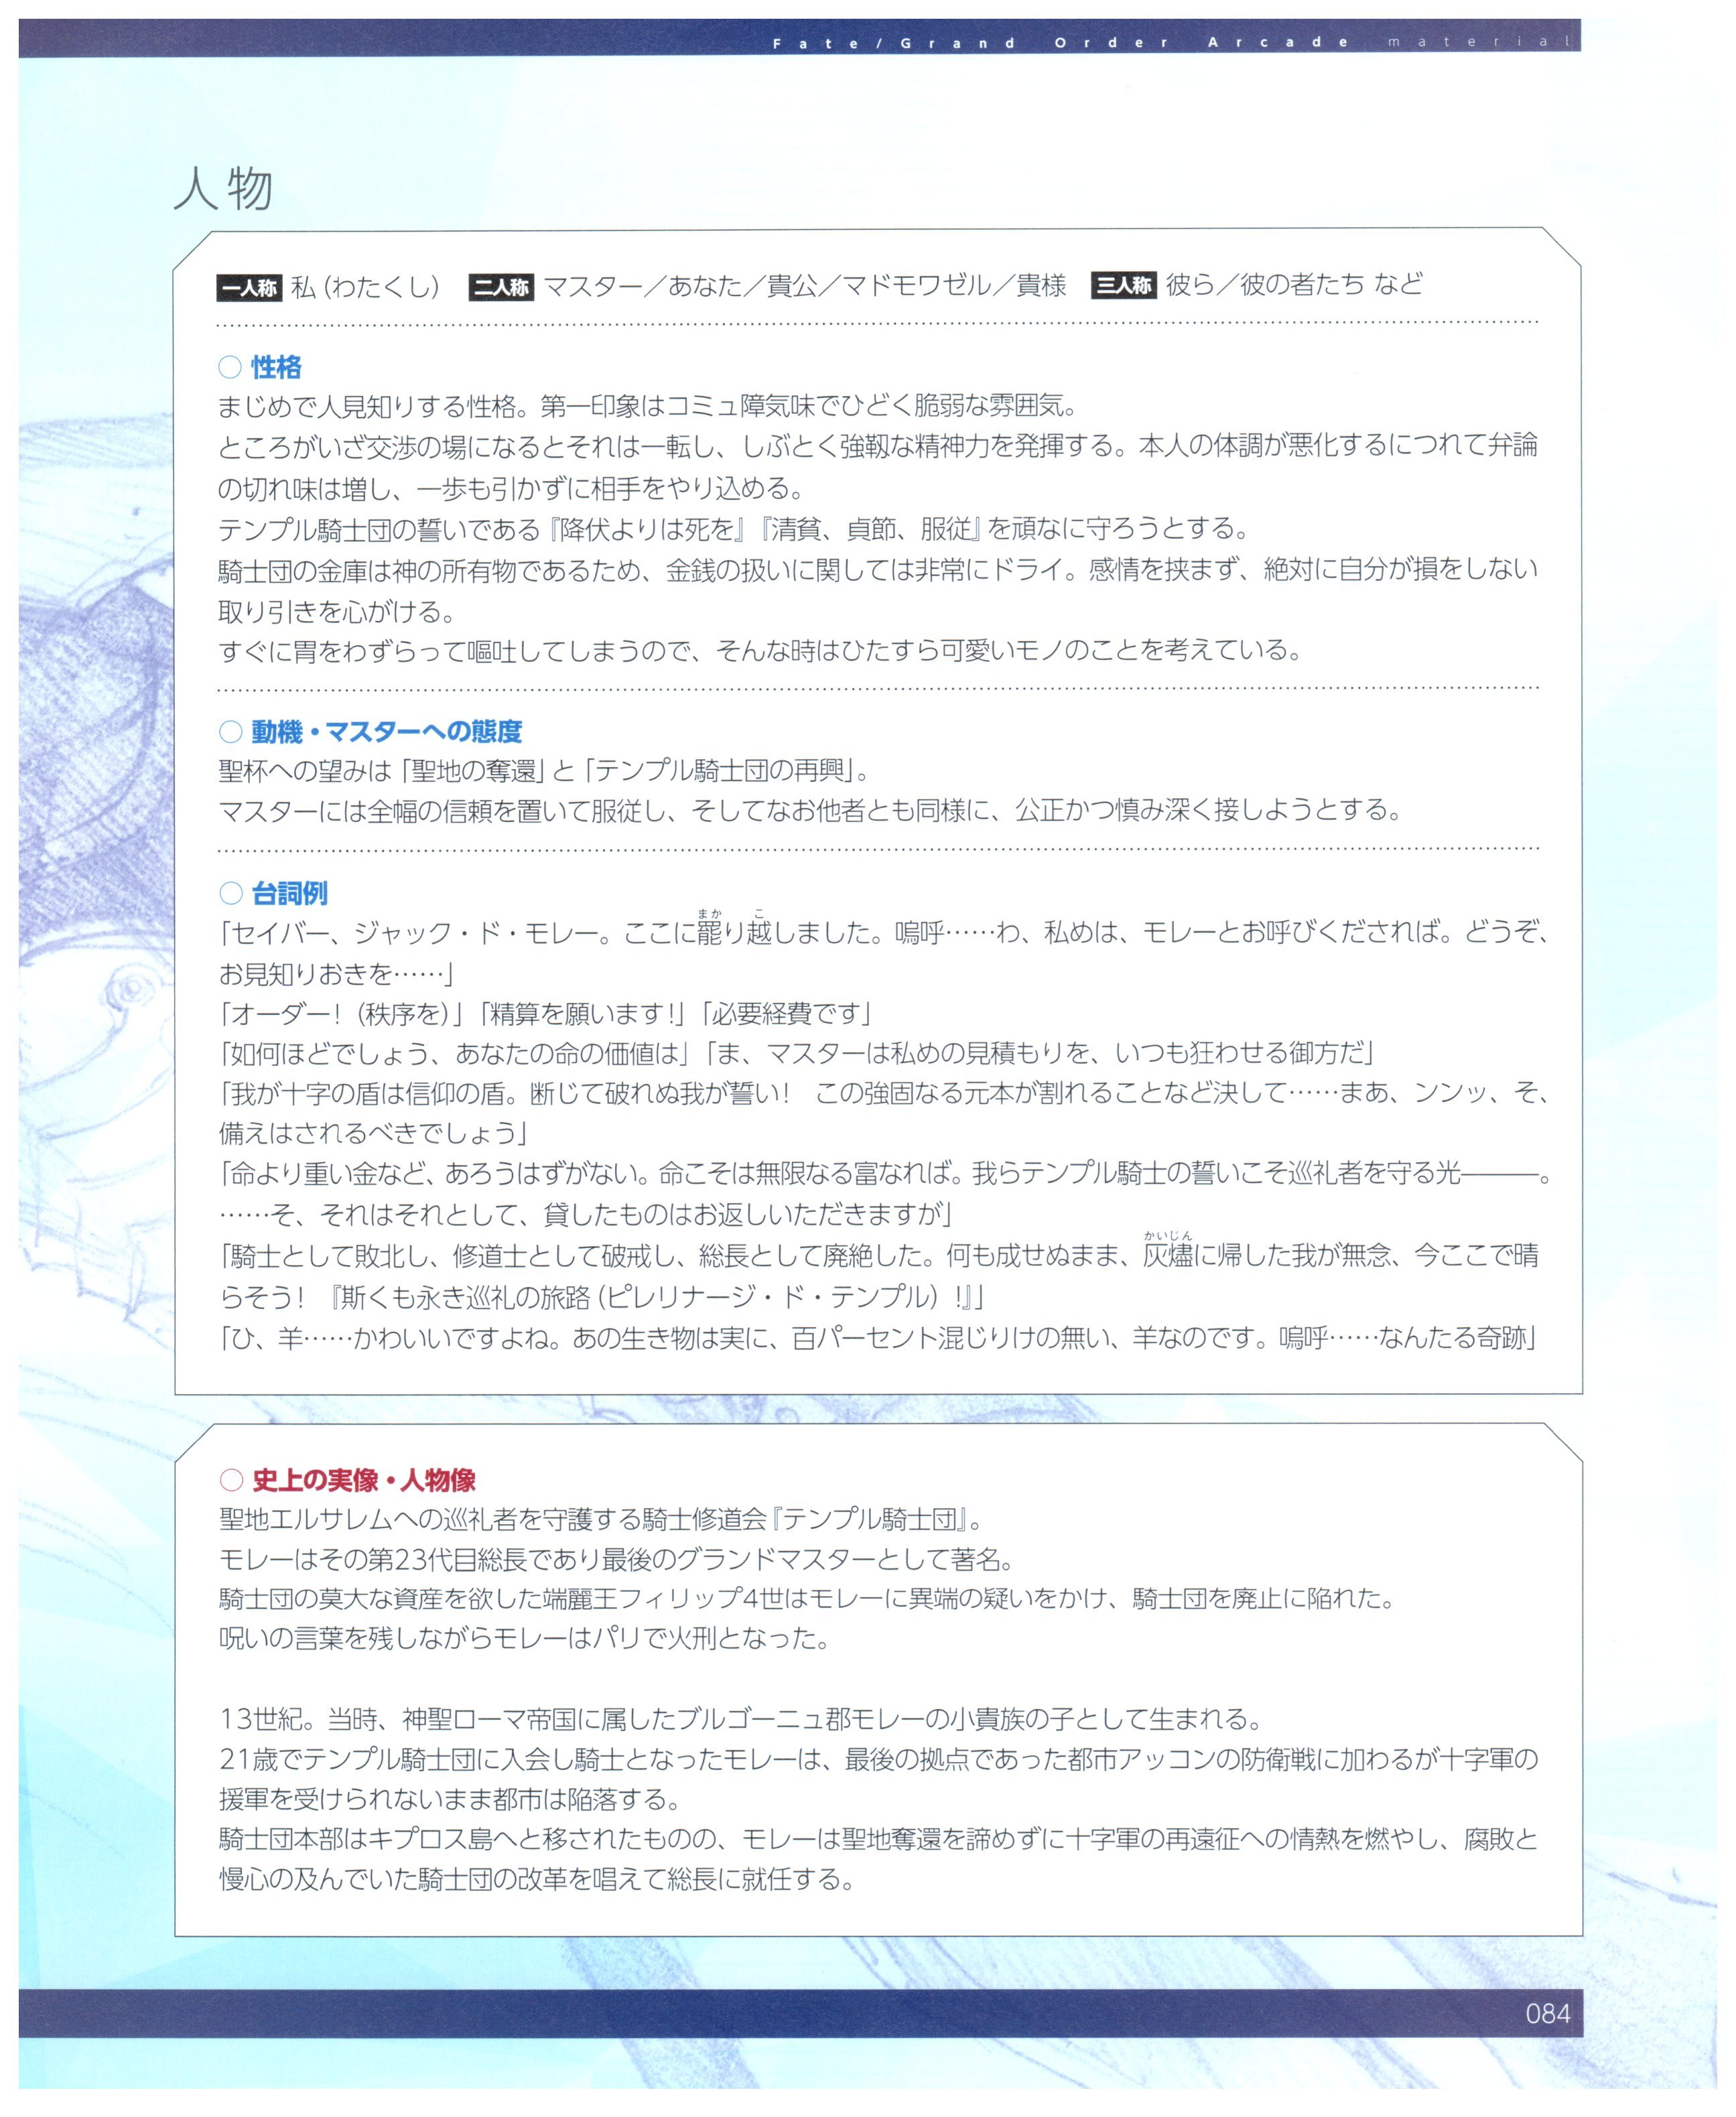 Fate/Grand Order Arcade material
人物
一人称 私（わたくし） 二人称 マスター／あなた／貴公／マドモワゼル／貴様 三人称 彼ら／彼の者たち など
○ 性格
まじめで人見知りする性格。第一印象はコミュ障気味でひどく脆弱な雰囲気。
ところがいざ交渉の場になるとそれは一転し、しぶとく強靱な精神力を発揮する。本人の体調が悪化するにつれて弁論
の切れ味は増し、一歩も引かずに相手をやり込める。
テンプル騎士団の誓いである『降伏よりは死を』『清貧、貞節、服従』を頑なに守ろうとする。
騎士団の金庫は神の所有物であるため、金銭の扱いに関しては非常にドライ。感情を挟まず、絶対に自分が損をしない
取り引きを心がける。
すぐに胃をわずらって嘔吐してしまうので、そんな時はひたすら可愛いモノのことを考えている。
○ 動機・マスターへの態度
聖杯への望みは「聖地の奪還」と「テンプル騎士団の再興」。
マスターには全幅の信頼を置いて服従し、そしてなお他者とも同様に、公正かつ慎み深く接しようとする。
○ 台詞例
まか こ
「セイバー、ジャック・ド・モレー。ここに罷り越しました。嗚呼……わ、私めは、モレーとお呼びくだされば。どうぞ、
お見知りおきを……」
「オーダー！（秩序を）」「精算を願います！」「必要経費です」
「如何ほどでしょう、あなたの命の価値は」「ま、マスターは私めの見積もりを、いつも狂わせる御方だ」
「我が十字の盾は信仰の盾。断じて破れぬ我が誓い！　この強固なる元本が割れることなど決して……まあ、ンンッ、そ、
備えはされるべきでしょう」
「命より重い金など、あろうはずがない。命こそは無限なる富なれば。我らテンプル騎士の誓いこそ巡礼者を守る光―――。
……そ、それはそれとして、貸したものはお返しいただきますが」
かいじん
「騎士として敗北し、修道士として破戒し、総長として廃絶した。何も成せぬまま、灰燼に帰した我が無念、今ここで晴
らそう！　『斯くも永き巡礼の旅路（ピレリナージ・ド・テンプル）！』」
「ひ、羊……かわいいですよね。あの生き物は実に、百パーセント混じりけの無い、羊なのです。嗚呼……なんたる奇跡」
○ 史上の実像・人物像
聖地エルサレムへの巡礼者を守護する騎士修道会『テンプル騎士団』。
モレーはその第23代目総長であり最後のグランドマスターとして著名。
騎士団の莫大な資産を欲した端麗王フィリップ4世はモレーに異端の疑いをかけ、騎士団を廃止に陥れた。
呪いの言葉を残しながらモレーはパリで火刑となった。
13世紀。当時、神聖ローマ帝国に属したブルゴーニュ郡モレーの小貴族の子として生まれる。
21歳でテンプル騎士団に入会し騎士となったモレーは、最後の拠点であった都市アッコンの防衛戦に加わるが十字軍の
援軍を受けられないまま都市は陥落する。
騎士団本部はキプロス島へと移されたものの、モレーは聖地奪還を諦めずに十字軍の再遠征への情熱を燃やし、腐敗と
慢心の及んでいた騎士団の改革を唱えて総長に就任する。
084